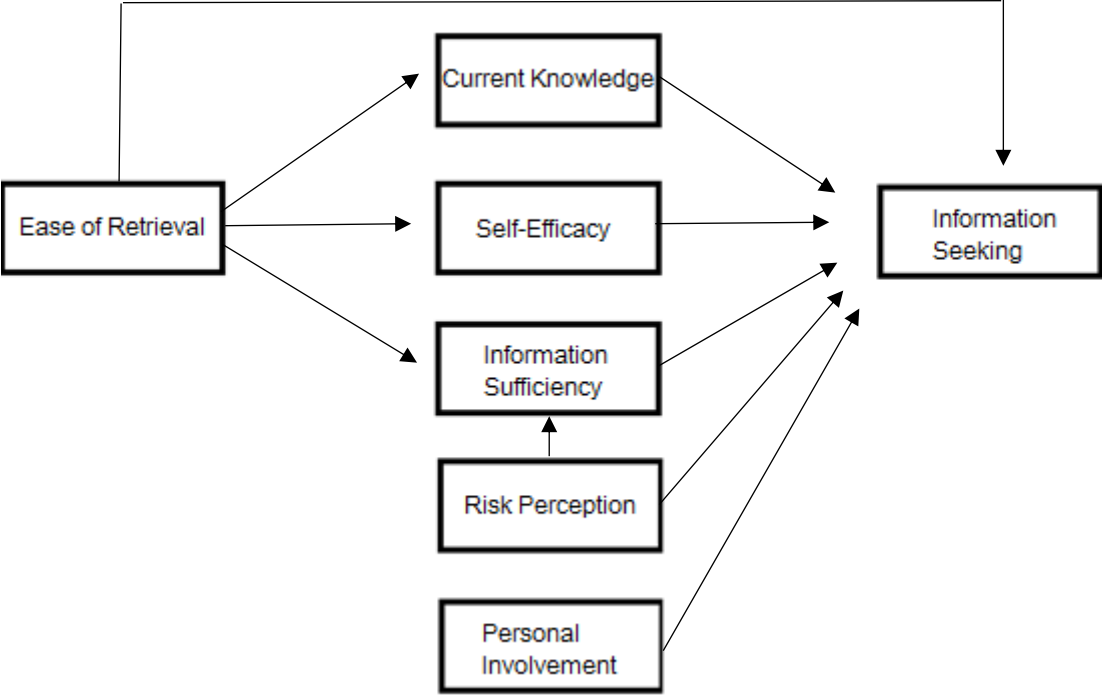 Current Knowledge
Ease of Retrieval
Self-Efficacy
Information
Seeking
Information
Sufficiency
Risk Perception
Personal
Involvement